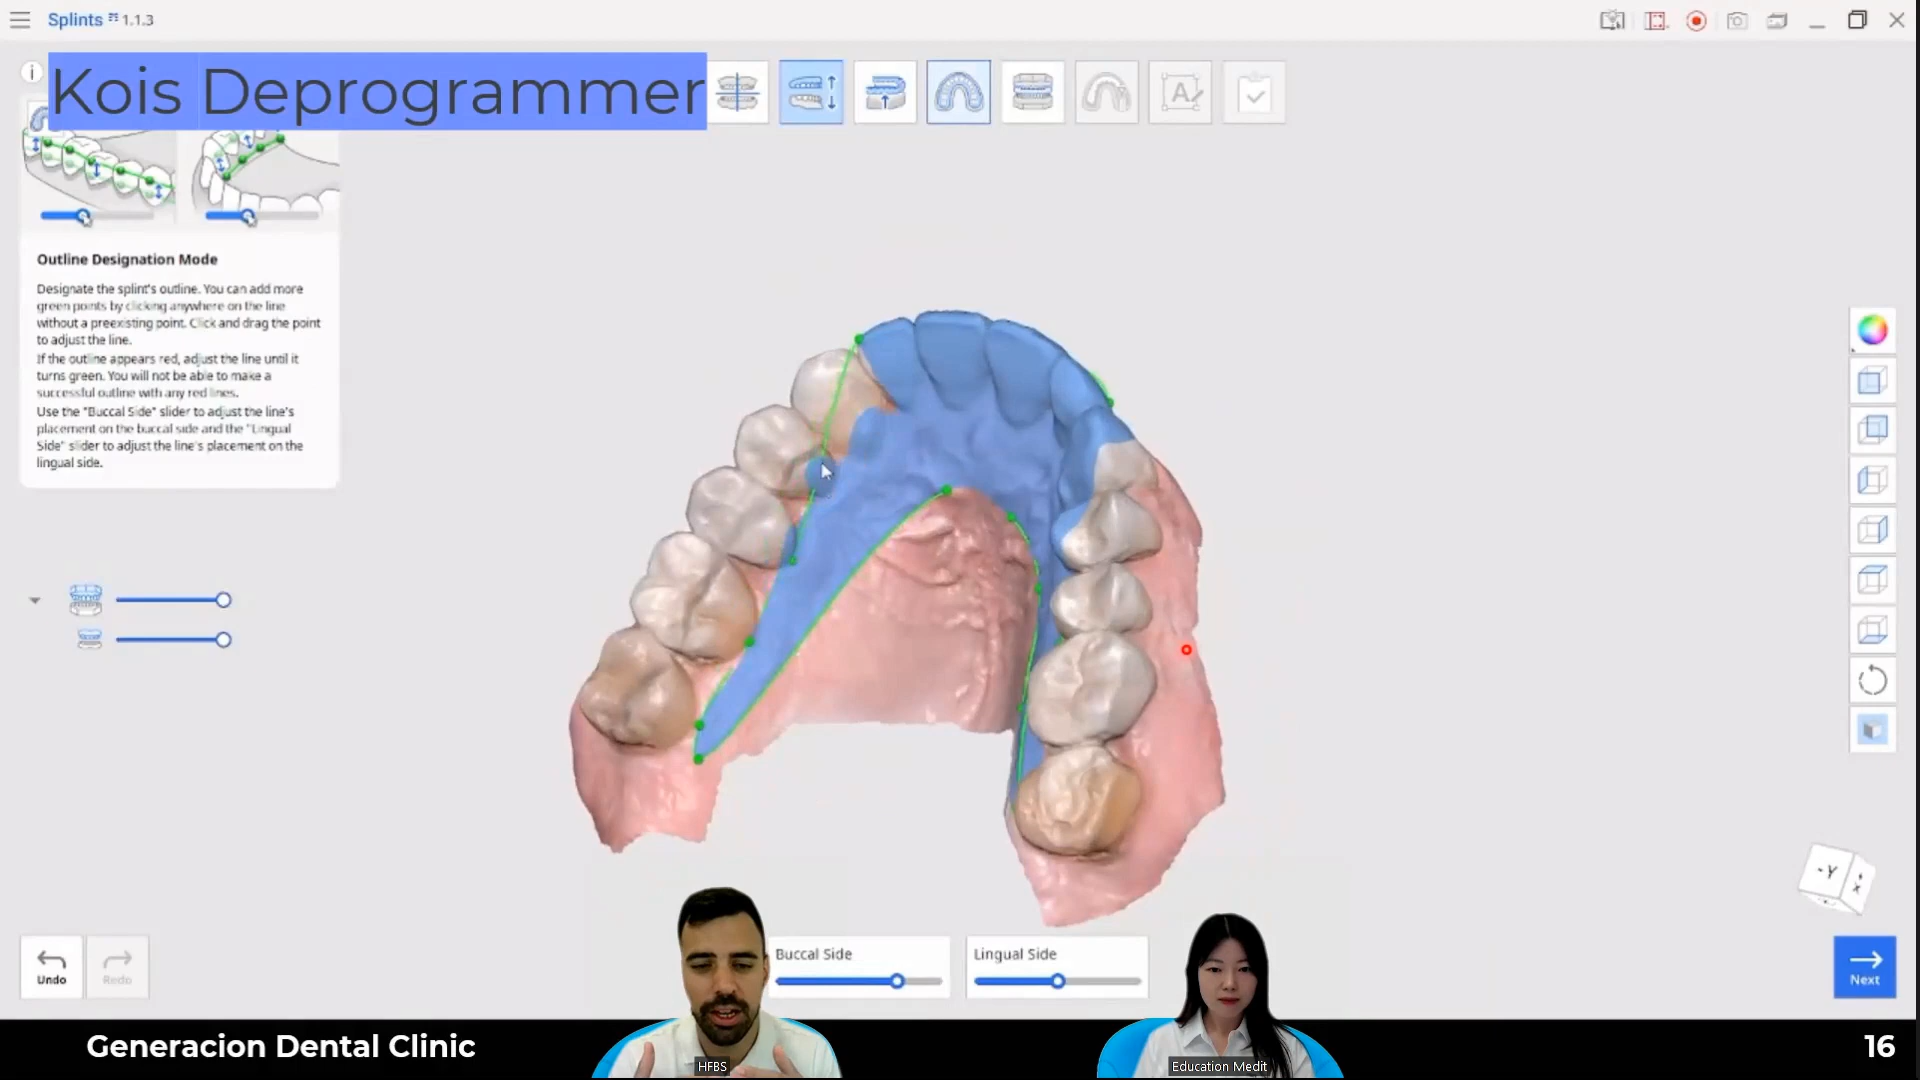 Splints 1.1.3
i
Kois Deprogrammer
A
Outline Designation Mode
Designate the splint's outline. You can add more
green points by clicking anywhere on the line
without a preexisting point. Click and drag the point
to adjust the line.
If the outline appears red, adjust the line until it
turns green. You will not be able to make a
successful outline with any red lines.
Use the "Buccal Side" slider to adjust the line's
placement on the buccal side and the "Lingual
Side" slider to adjust the line's placement on the
lingual side.
-Y
Undo
Redo
Buccal Side
Lingual Side
Next
Generacion Dental Clinic
HFBS
Education Medit
16